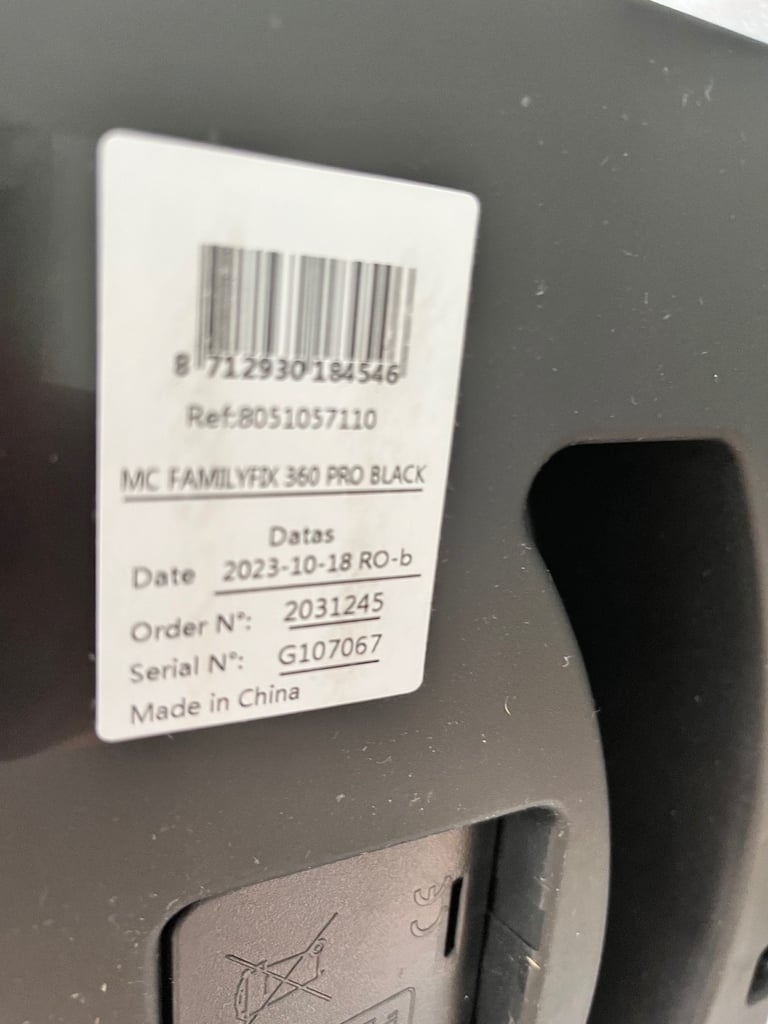 8 712930 184546
Ref:8051057110
MC FAMILYFIX 360 PRO BLACK
Datas
Date 2023-10-18 RO-b
Order N°: 2031245
Serial N°: G107067
Made in China
CE